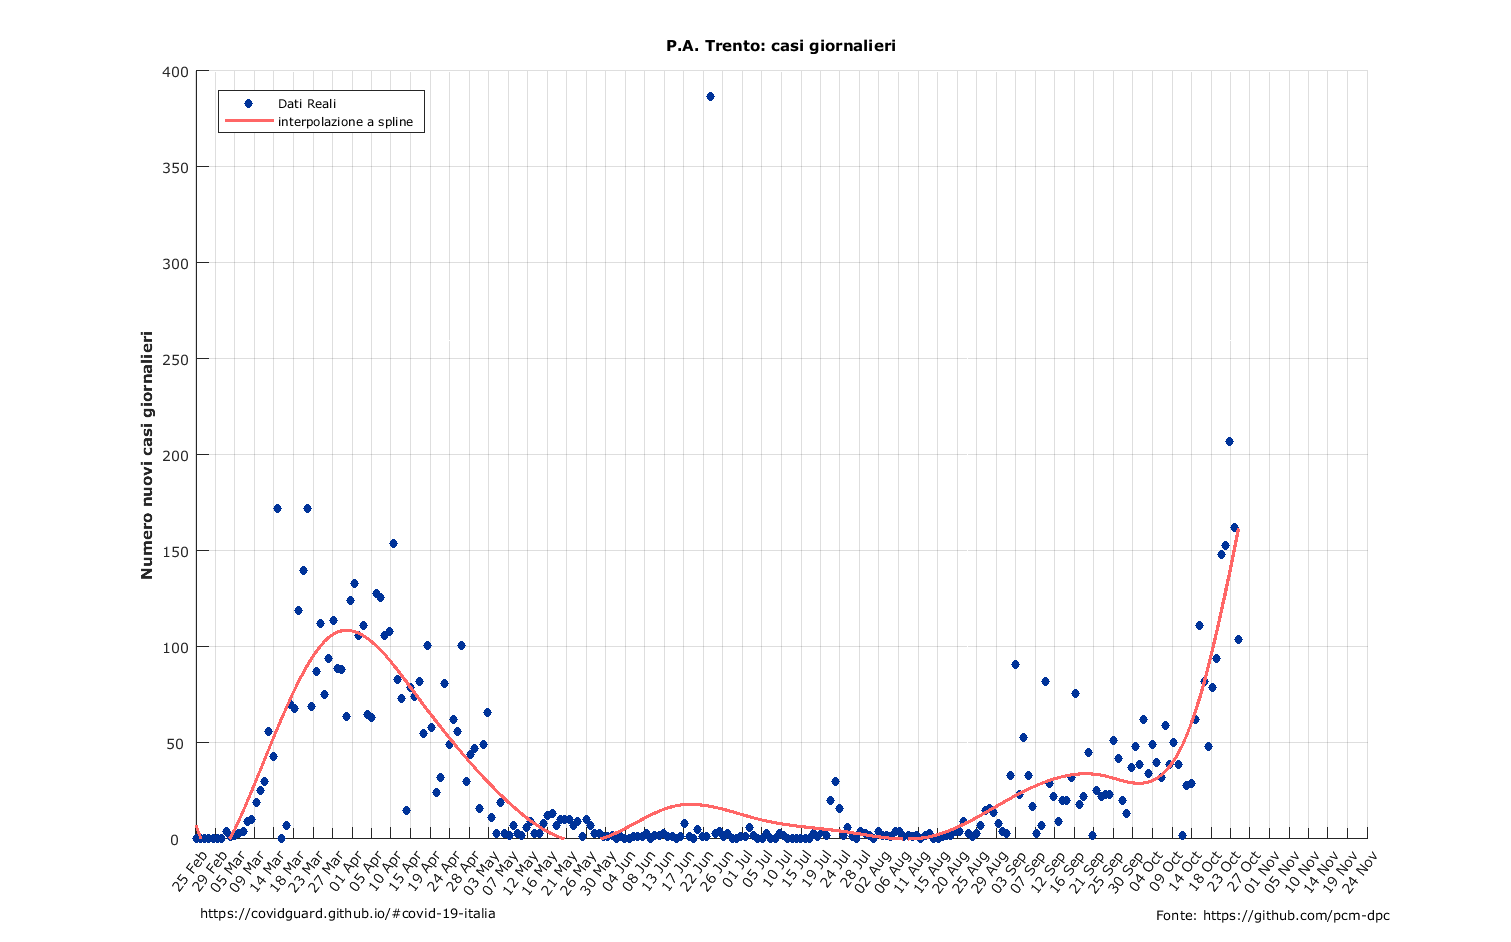 P.A. Trento: casi giornalieri
Dati Reali
interpolazione a spline
Numero nuovi casi giornalieri
400
350
300
250
200
150
100
50
0
25 Feb
29 Feb
05 Mar
09 Mar
14 Mar
18 Mar
23 Mar
27 Mar
01 Apr
05 Apr
10 Apr
15 Apr
19 Apr
24 Apr
28 Apr
03 May
07 May
12 May
16 May
21 May
26 May
30 May
04 Jun
08 Jun
13 Jun
17 Jun
22 Jun
26 Jun
01 Jul
05 Jul
10 Jul
15 Jul
19 Jul
24 Jul
28 Jul
02 Aug
06 Aug
11 Aug
15 Aug
20 Aug
25 Aug
29 Aug
03 Sep
07 Sep
12 Sep
16 Sep
21 Sep
25 Sep
30 Sep
04 Oct
09 Oct
14 Oct
18 Oct
23 Oct
27 Oct
01 Nov
05 Nov
10 Nov
14 Nov
19 Nov
24 Nov
https://covidguard.github.io/#covid-19-italia
Fonte: https://github.com/pcm-dpc